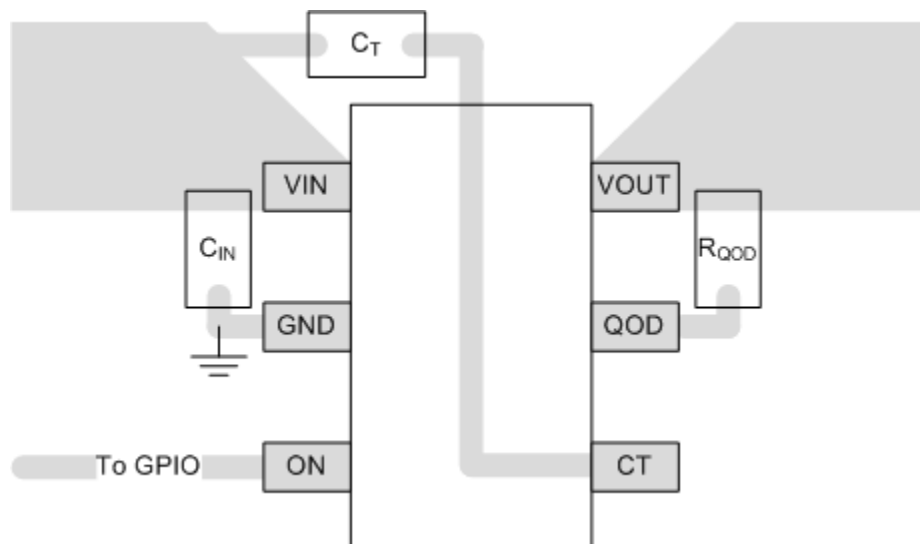 CT
VIN
VOUT
CIN
RQOD
GND
QOD
To GPIO
ON
CT